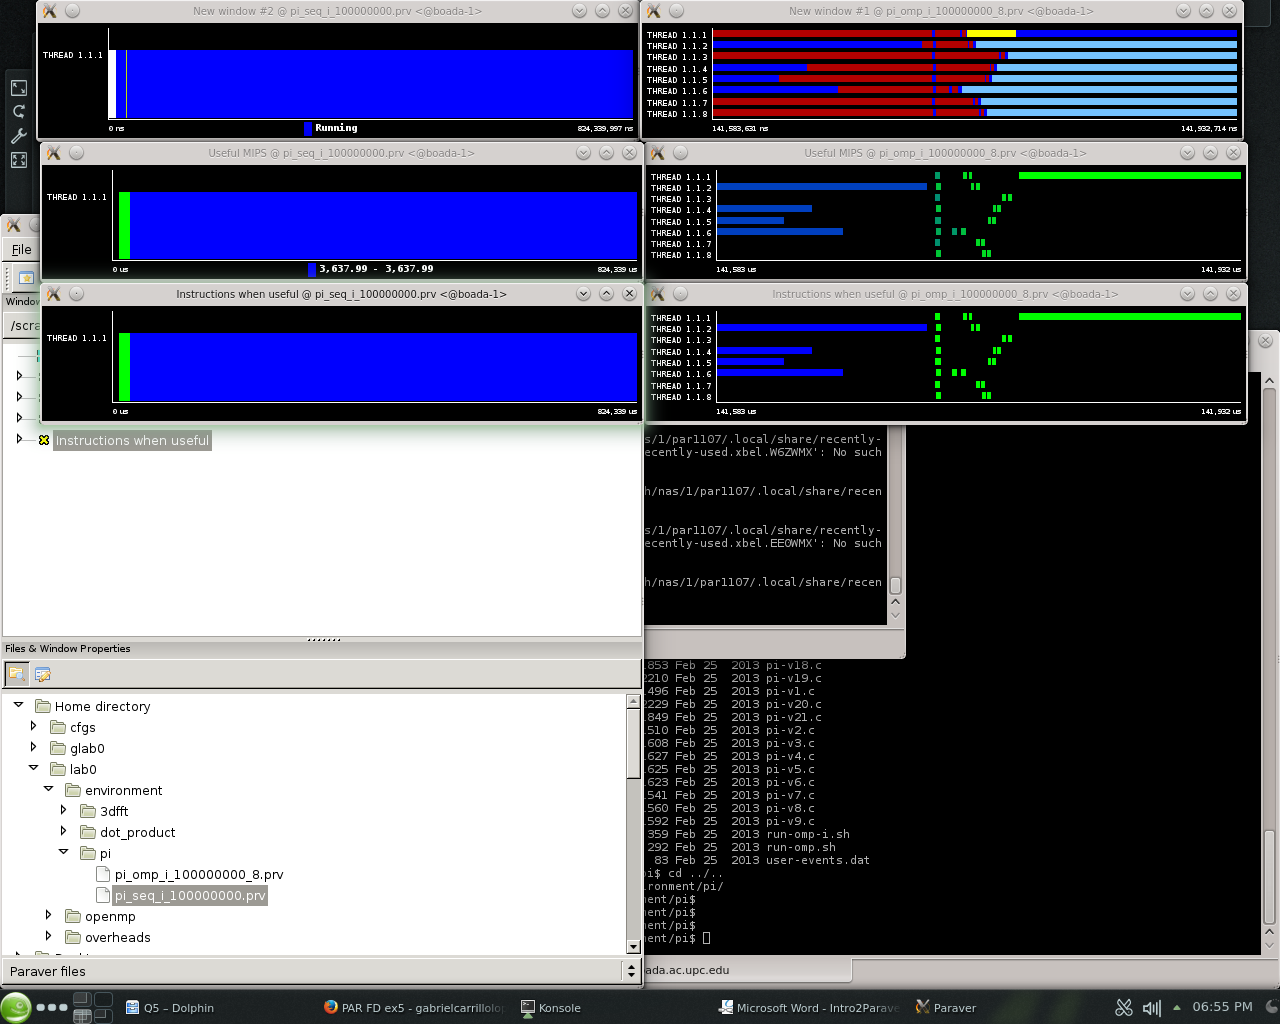 New window #2 @ pi_seq_i_100000000.prv <@boada-1>
THREAD 1.1.1
0 ns
Running
824,339,997 ns
New window #1 @ pi_omp_i_100000000_8.prv <@boada-1>
THREAD 1.1.1
THREAD 1.1.2
THREAD 1.1.3
THREAD 1.1.4
THREAD 1.1.5
THREAD 1.1.6
THREAD 1.1.7
THREAD 1.1.8
141,583,631 ns
141,932,714 ns
Useful MIPS @ pi_seq_i_100000000.prv <@boada-1>
THREAD 1.1.1
0 us
3,637.99 - 3,637.99
824,339 us
Useful MIPS @ pi_omp_i_100000000_8.prv <@boada-1>
THREAD 1.1.1
THREAD 1.1.2
THREAD 1.1.3
THREAD 1.1.4
THREAD 1.1.5
THREAD 1.1.6
THREAD 1.1.7
THREAD 1.1.8
141,583 us
141,932 us
Instructions when useful @ pi_seq_i_100000000.prv <@boada-1>
THREAD 1.1.1
0 us
824,339 us
Instructions when useful @ pi_omp_i_100000000_8.prv <@boada-1>
THREAD 1.1.1
THREAD 1.1.2
THREAD 1.1.3
THREAD 1.1.4
THREAD 1.1.5
THREAD 1.1.6
THREAD 1.1.7
THREAD 1.1.8
141,583 us
141,932 us
File
Window
/scra
Instructions when useful
s/1/par1107/.local/share/recently-
ecently-used.xbel.W6ZWMX': No such
h/nas/1/par1107/.local/share/recen
s/1/par1107/.local/share/recently-
ecently-used.xbel.EE0WMX': No such
h/nas/1/par1107/.local/share/recen
Files & Window Properties
Home directory
cfgs
glab0
lab0
environment
3dfft
dot_product
pi
pi_omp_i_100000000_8.prv
pi_seq_i_100000000.prv
openmp
overheads
Paraver files
1853 Feb 25 2013 pi-v18.c
2210 Feb 25 2013 pi-v19.c
1496 Feb 25 2013 pi-v1.c
2229 Feb 25 2013 pi-v20.c
1849 Feb 25 2013 pi-v21.c
1510 Feb 25 2013 pi-v2.c
1608 Feb 25 2013 pi-v3.c
1627 Feb 25 2013 pi-v4.c
1625 Feb 25 2013 pi-v5.c
1623 Feb 25 2013 pi-v6.c
1541 Feb 25 2013 pi-v7.c
1560 Feb 25 2013 pi-v8.c
1592 Feb 25 2013 pi-v9.c
359 Feb 25 2013 run-omp-i.sh
292 Feb 25 2013 run-omp.sh
83 Feb 25 2013 user-events.dat
pi$ cd ../..
ronment/pi/
ment/pi$
ment/pi$
ment/pi$
ment/pi$
ada.ac.upc.edu
Q5 – Dolphin
PAR FD ex5 - gabrielcarrillolo
Konsole
Microsoft Word - Intro2Parave
Paraver
06:55 PM